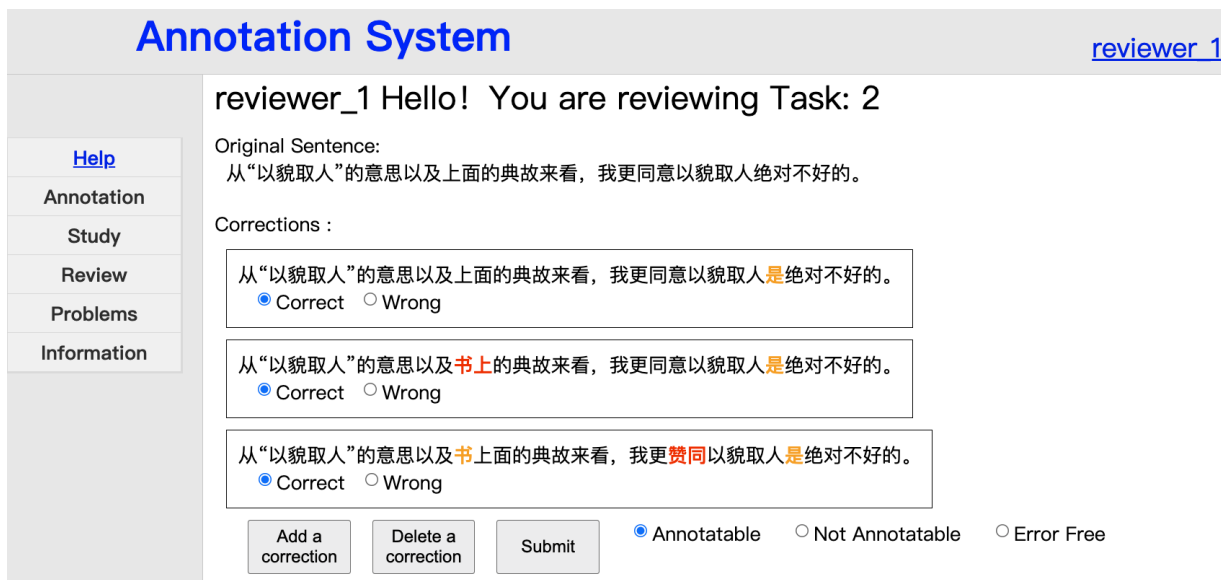 Annotation System
reviewer_1
reviewer_1 Hello！You are reviewing Task: 2
Help
Annotation
Study
Review
Problems
Information
Original Sentence:
从“以貌取人”的意思以及上面的典故来看，我更同意以貌取人绝对不好的。
Corrections :
从“以貌取人”的意思以及上面的典故来看，我更同意以貌取人是绝对不好的。
Correct Wrong
从“以貌取人”的意思以及书上的典故来看，我更同意以貌取人是绝对不好的。
Correct Wrong
从“以貌取人”的意思以及书上面的典故来看，我更赞同以貌取人是绝对不好的。
Correct Wrong
Add a
correction
Delete a
correction
Submit
Annotatable Not Annotatable Error Free